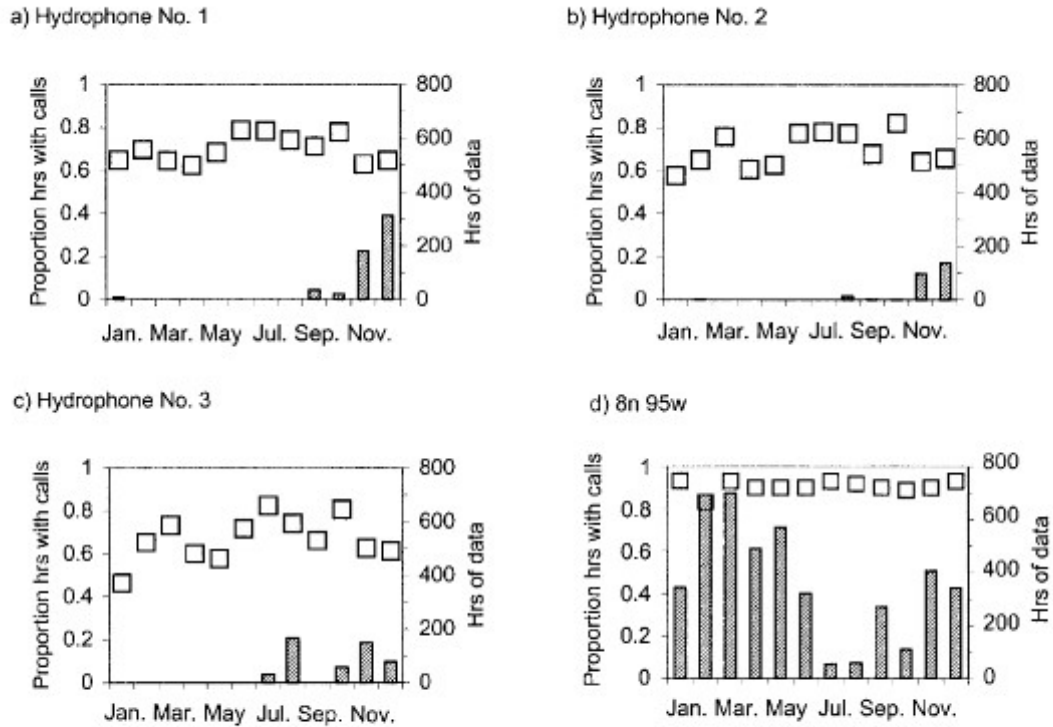 a) Hydrophone No. 1
Proportion hrs with calls
1
0.8
0.6
0.4
0.2
0
800
600
400
200
0
Hrs of data
Jan. Mar. May Jul. Sep. Nov.
b) Hydrophone No. 2
Proportion hrs with calls
1
0.8
0.6
0.4
0.2
0
800
600
400
200
0
Hrs of data
Jan. Mar. May Jul. Sep. Nov.
c) Hydrophone No. 3
Proportion hrs with calls
1
0.8
0.6
0.4
0.2
0
800
600
400
200
0
Hrs of data
Jan. Mar. May Jul. Sep. Nov.
d) 8n 95w
Proportion hrs with calls
1
0.8
0.6
0.4
0.2
0
800
600
400
200
0
Hrs of data
Jan. Mar. May Jul. Sep. Nov.